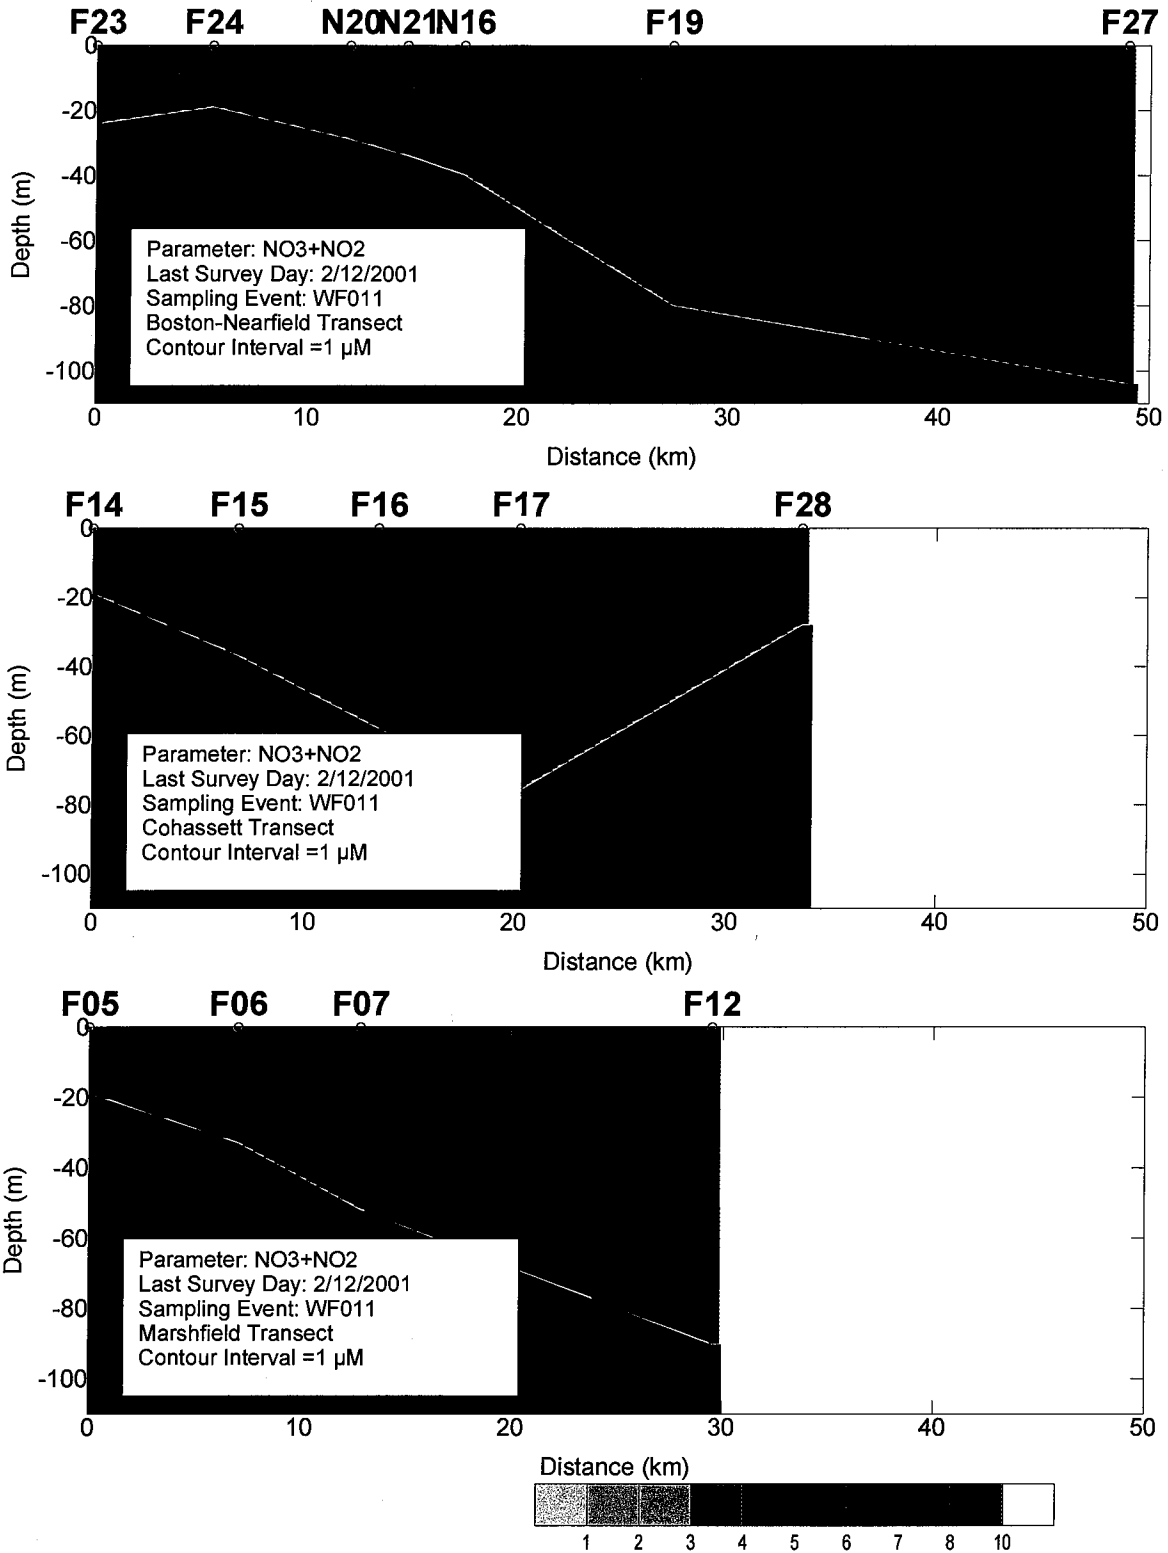 F23 F24 N20 N21 N16 F19 F27
0
-20
-40
-60
-80
-100
Depth (m)
Parameter: NO3+NO2
Last Survey Day: 2/12/2001
Sampling Event: WF011
Boston-Nearfield Transect
Contour Interval =1 µM
0 10 20 30 40 50
Distance (km)
F14 F15 F16 F17 F28
0
-20
-40
-60
-80
-100
Depth (m)
Parameter: NO3+NO2
Last Survey Day: 2/12/2001
Sampling Event: WF011
Cohassett Transect
Contour Interval =1 µM
0 10 20 30 40 50
Distance (km)
F05 F06 F07 F12
0
-20
-40
-60
-80
-100
Depth (m)
Parameter: NO3+NO2
Last Survey Day: 2/12/2001
Sampling Event: WF011
Marshfield Transect
Contour Interval =1 µM
0 10 20 30 40 50
Distance (km)
1 2 3 4 5 6 7 8 10